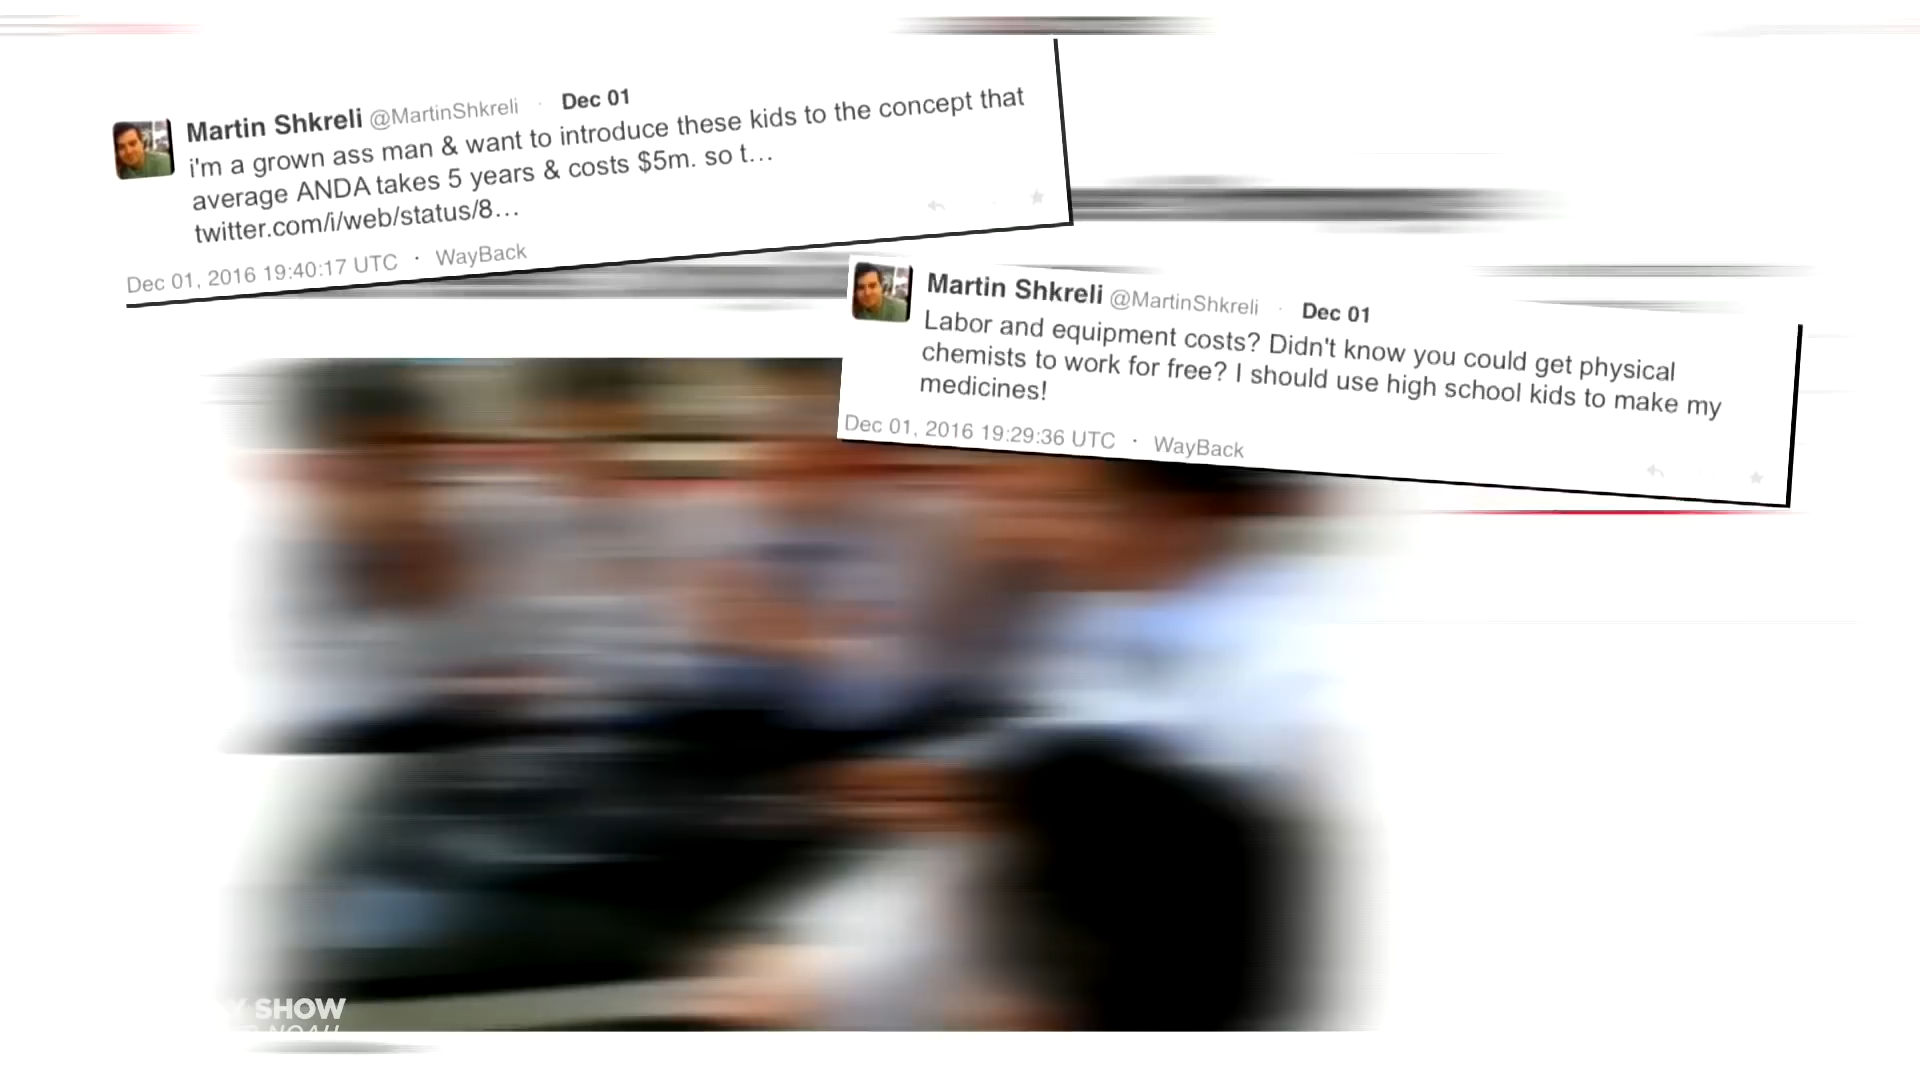 Martin Shkreli @MartinShkreli · Dec 01
i'm a grown ass man & want to introduce these kids to the concept that
average ANDA takes 5 years & costs $5m. so t…
twitter.com/i/web/status/8…
Dec 01, 2016 19:40:17 UTC · WayBack
Martin Shkreli @MartinShkreli · Dec 01
Labor and equipment costs? Didn't know you could get physical
chemists to work for free? I should use high school kids to make my
medicines!
Dec 01, 2016 19:29:36 UTC · WayBack
Y SHOW
NOAH